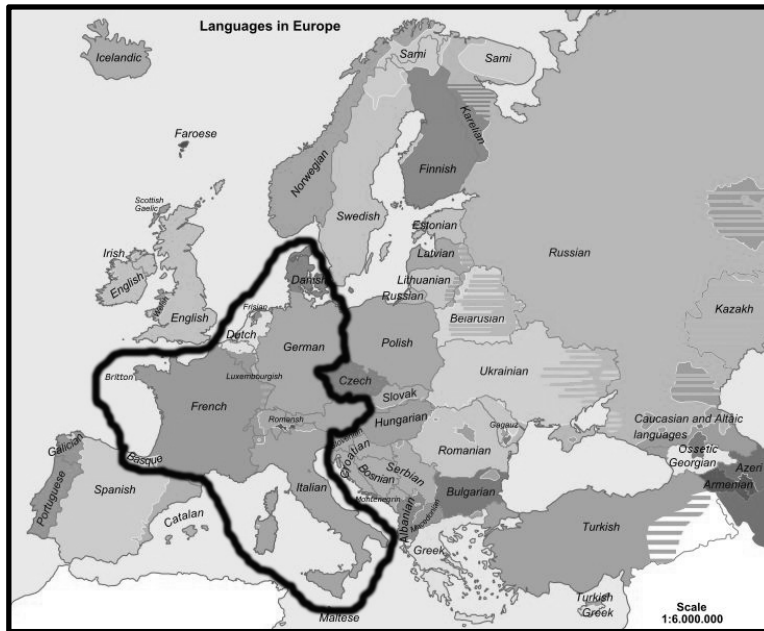 Languages in Europe
Icelandic
Sami
Sami
Faroese
Karelian
Norwegian
Finnish
Scottish
Gaelic
Swedish
Estonian
Russian
Irish
Latvian
English
Danish
Lithuanian
Russian
Welsh
Frisian
Kazakh
English
Dutch
Belarusian
German
Polish
Britton
Luxembourgish
Czech
Ukrainian
Slovak
French
Romansh
Hungarian
Gagauz
Caucasian and Altäic
languages
Galician
Basque
Croatian
Romanian
Ossetic
Georgian
Bosnian
Serbian
Azeri
Portuguese
Spanish
Italian
Montenegrin
Bulgarian
Armenian
Catalan
Albanian
Macedonian
Turkish
Greek
Maltese
Turkish
Greek
Scale
1:6.000.000